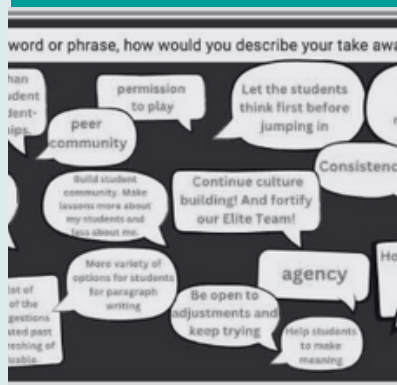 word or phrase, how would you describe your take awa
han
udent
dent-
ips.
permission
to play
Let the students
think first before
jumping in
peer
community
Consistenc
Build student
community. Make
lessons more about
my students and
less about me.
Continue culture
building! And fortify
our Elite Team!
More variety of
options for students
for paragraph
writing
agency
Ho
lot of
of the
gestions
ated past
reshing of
uable.
Be open to
adjustments and
keep trying
Help students
to make
meaning